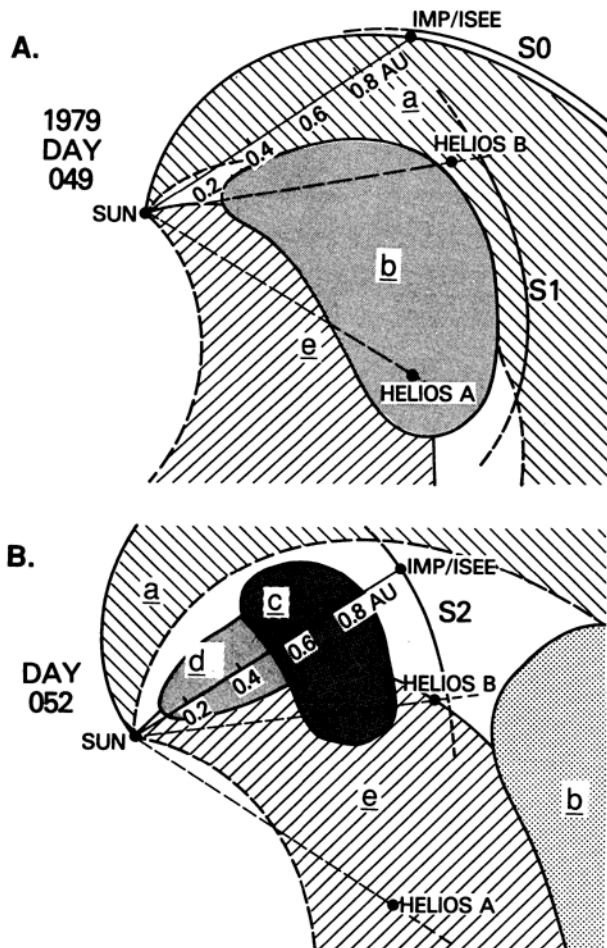 A.
IMP/ISEE
S0
1979
DAY
049
0.8 AU
a
0.6
0.4
0.2
HELIOS B
SUN
b
S1
e
HELIOS A
B.
IMP/ISEE
a
c
0.8 AU
S2
0.6
d
0.4
0.2
HELIOS B
DAY
052
SUN
e
b
HELIOS A